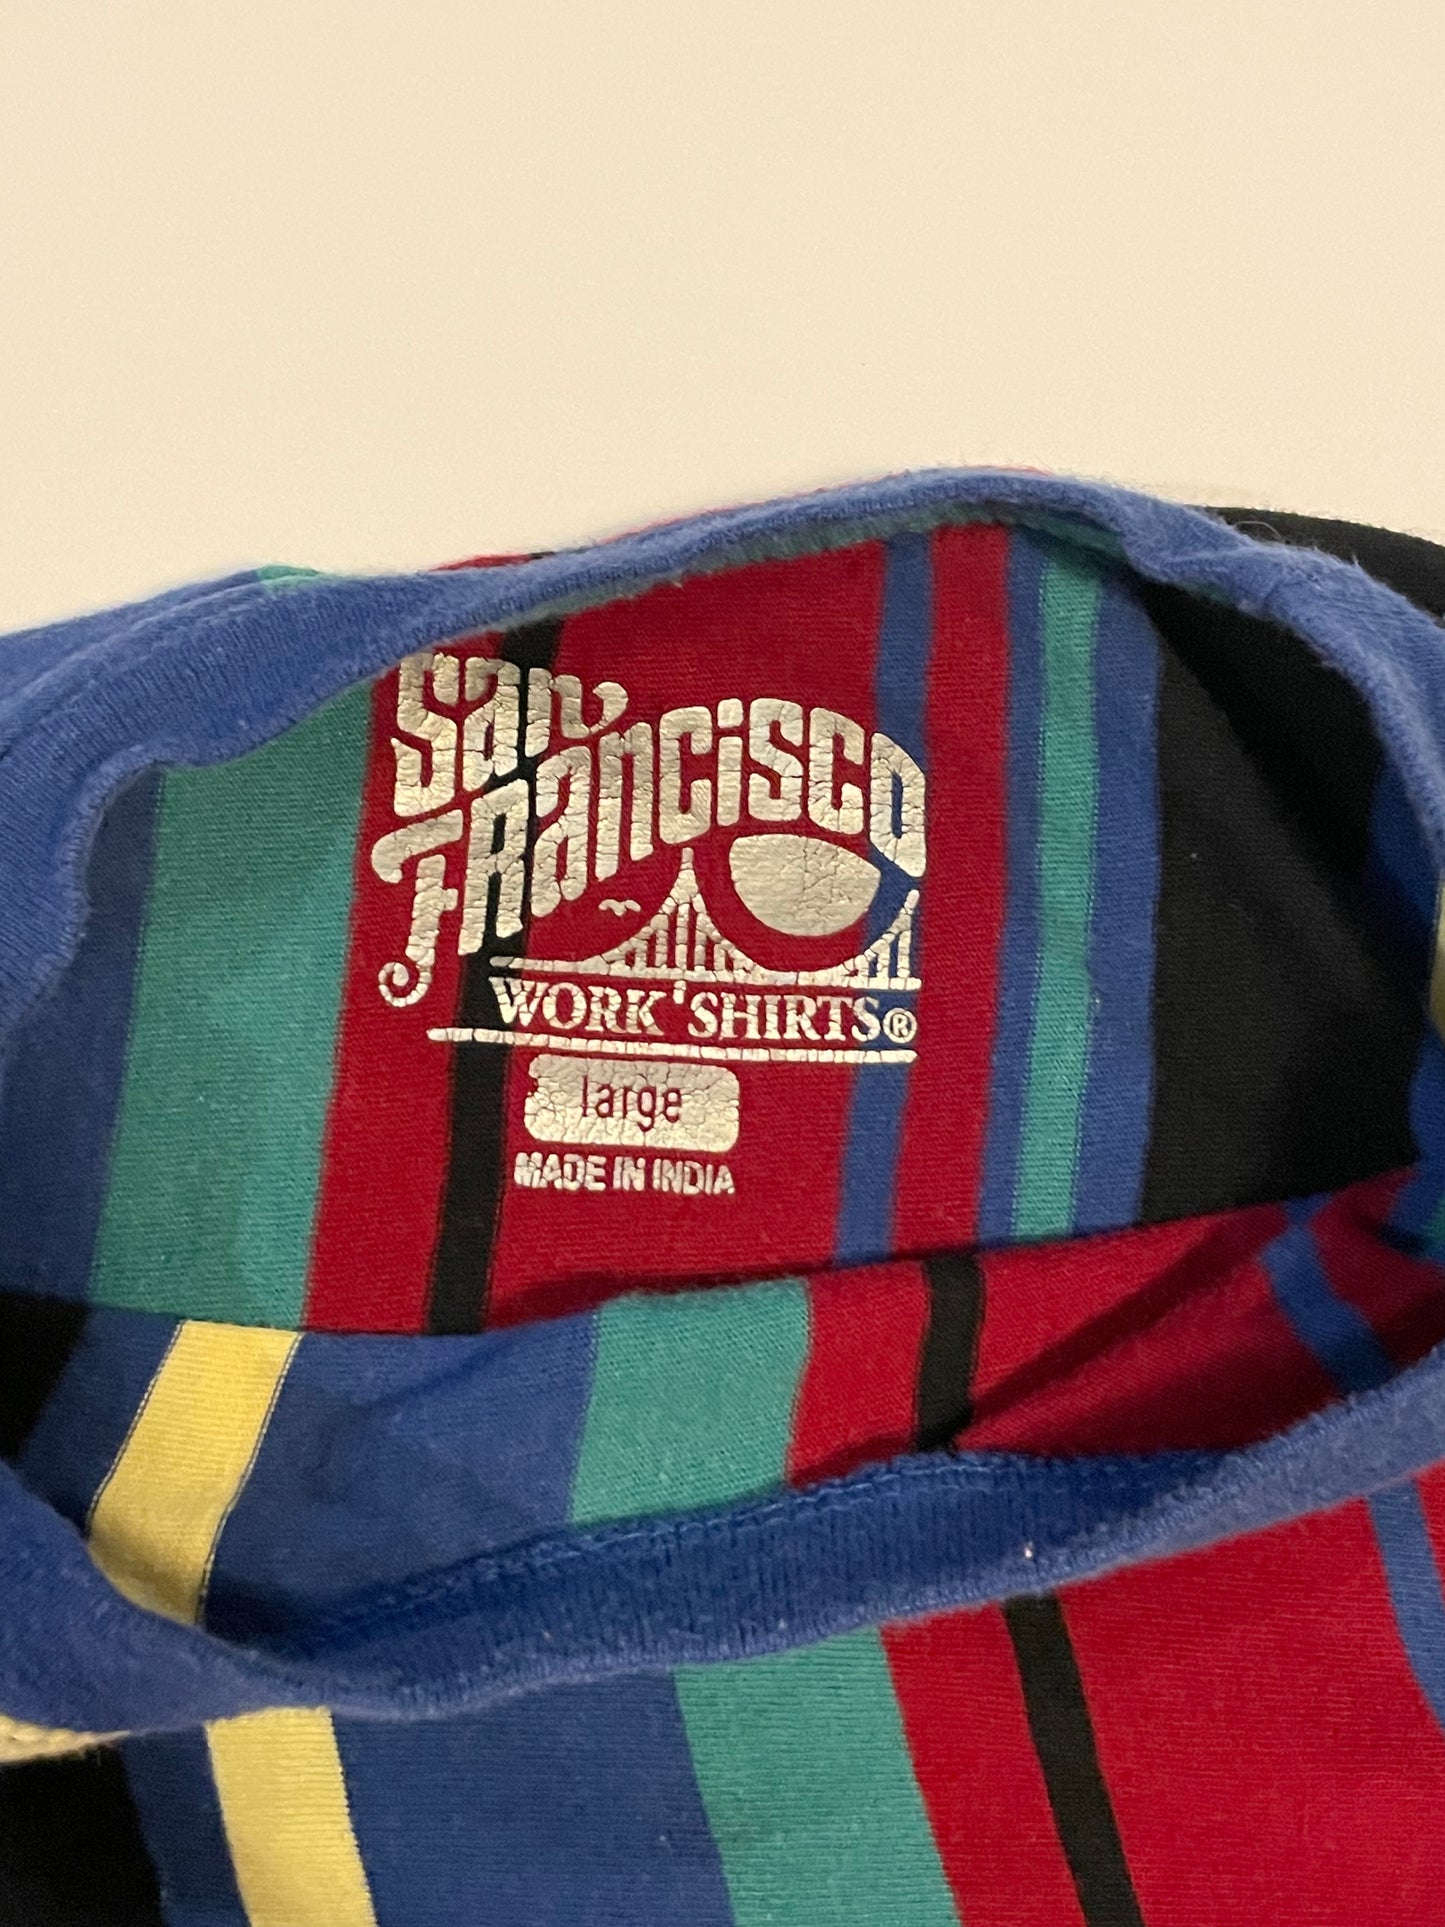 San
Francisco
WORK SHIRTS®
large
MADE IN INDIA